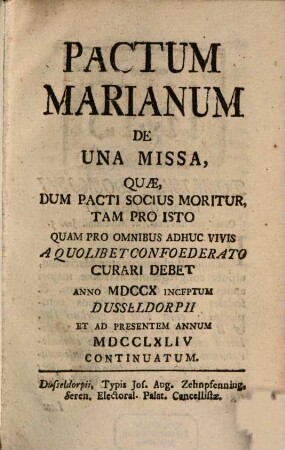 PACTUM
MARIANUM
DE
UNA MISSA,
QUÆ,
DUM PACTI SOCIUS MORITUR,
TAM PRO ISTO
QUAM PRO OMNIBUS ADHUC VIVIS
A QUOLIBET CONFOEDERATO
CURARI DEBET
ANNO MDCCX INCEPTUM
DUSSELDORPII
ET AD PRESENTEM ANNUM
MDCCLXLIV
CONTINUATUM.
Düsseldorpii, Typis Jos. Aug. Zehnpfenning,
Seren. Electoral. Palat. Cancellistæ.